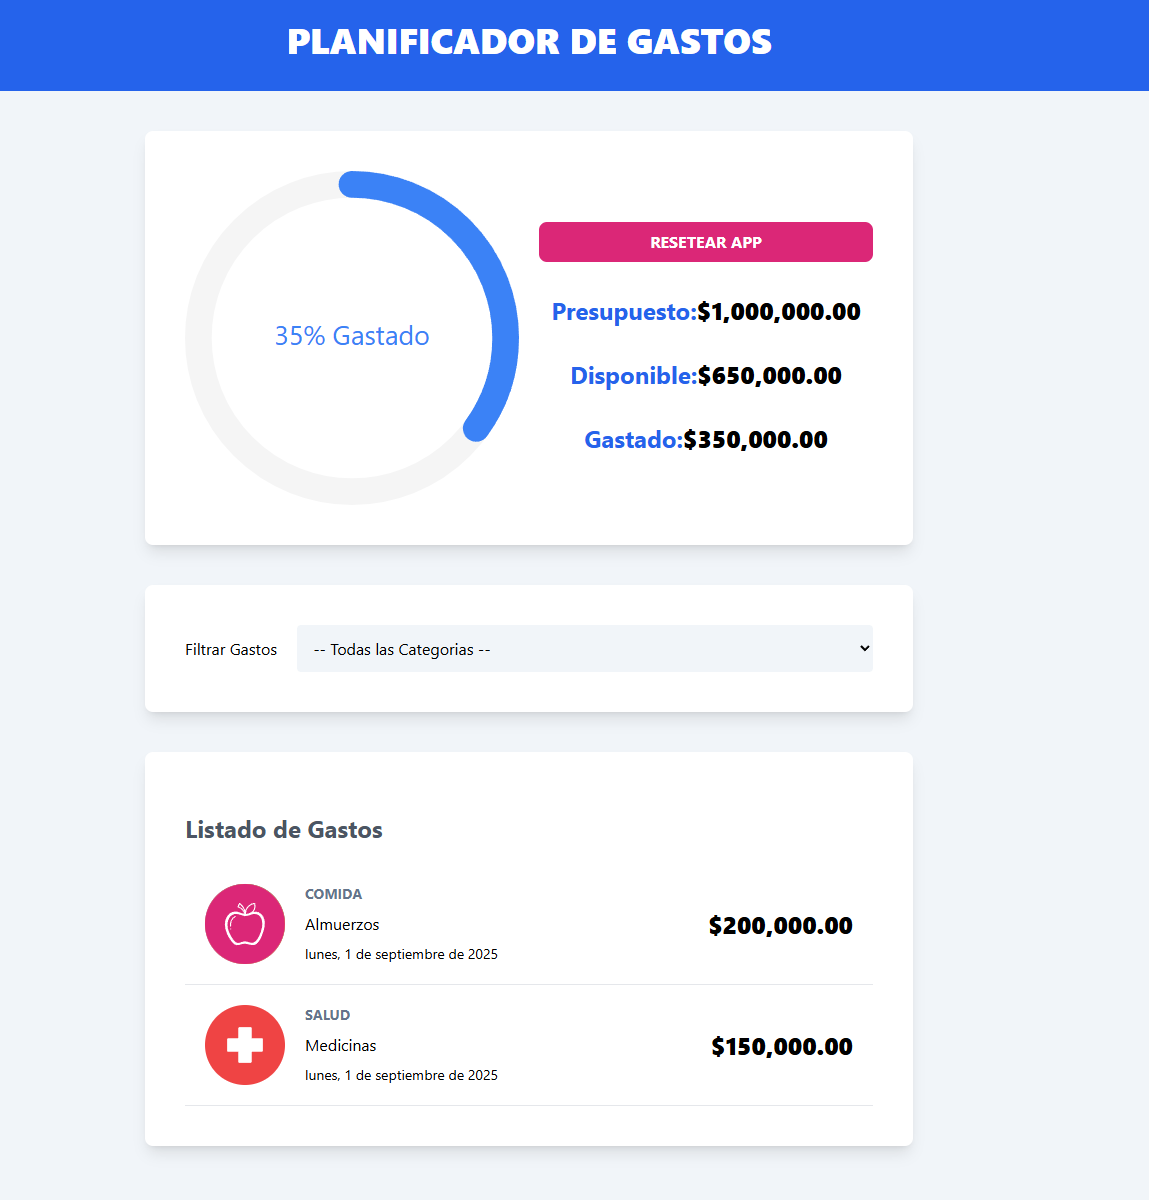 PLANIFICADOR DE GASTOS
35% Gastado
RESETEAR APP
Presupuesto:$1,000,000.00
Disponible:$650,000.00
Gastado:$350,000.00
Filtrar Gastos
-- Todas las Categorias --
Listado de Gastos
COMIDA
Almuerzos
lunes, 1 de septiembre de 2025
$200,000.00
SALUD
Medicinas
lunes, 1 de septiembre de 2025
$150,000.00